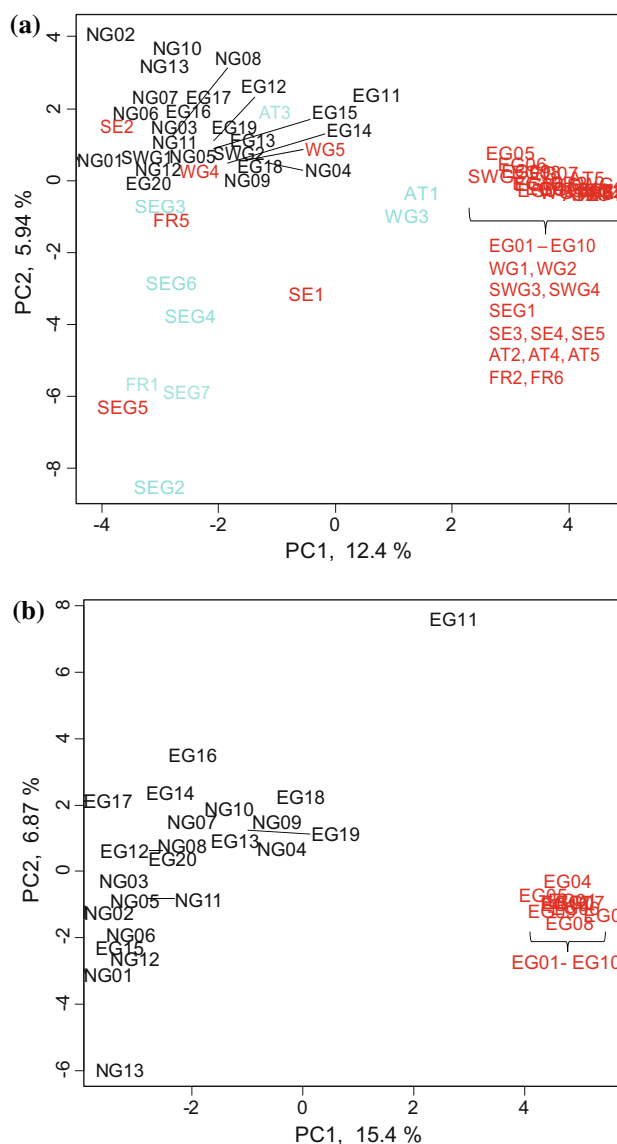 (a)
4
2
0
-2
-4
-6
-8
PC2, 5.94 %
NG02
NG10
NG13
NG08
NG07
EG17
EG12
EG11
NG06
EG16
AT3
EG15
SE2
NG03
EG19
EG14
NG11
EG13
WG5
NG01
SWG1
NG05
SWG2
NG12
WG4
EG18
NG04
EG20
NG09
SEG3
FR5
AT1
WG3
SEG6
SEG4
SE1
FR1
SEG7
SEG5
SEG2
EG05
EG06
AT5
EG01 – EG10
WG1, WG2
SWG3, SWG4
SEG1
SE3, SE4, SE5
AT2, AT4, AT5
FR2, FR6
-4
-2
0
2
4
PC1, 12.4 %
(b)
8
6
4
2
0
-2
-4
-6
PC2, 6.87 %
EG11
EG16
EG17
EG14
EG18
NG10
NG07
NG09
EG19
EG12
NG08
EG13
NG04
EG20
NG03
NG05
NG11
NG02
NG06
EG15
NG12
NG01
NG13
EG04
EG05
EG09
EG08
EG01- EG10
-2
0
2
4
PC1, 15.4 %